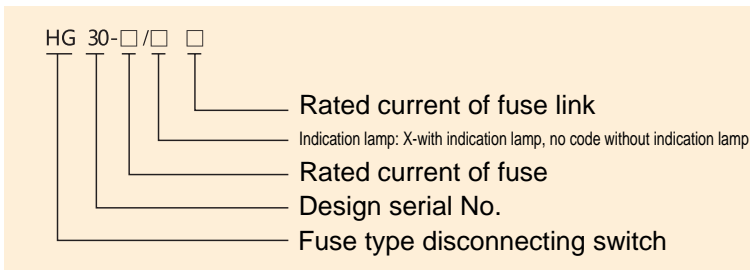 HG 30-□/□ □
Rated current of fuse link
Indication lamp: X-with indication lamp, no code without indication lamp
Rated current of fuse
Design serial No.
Fuse type disconnecting switch